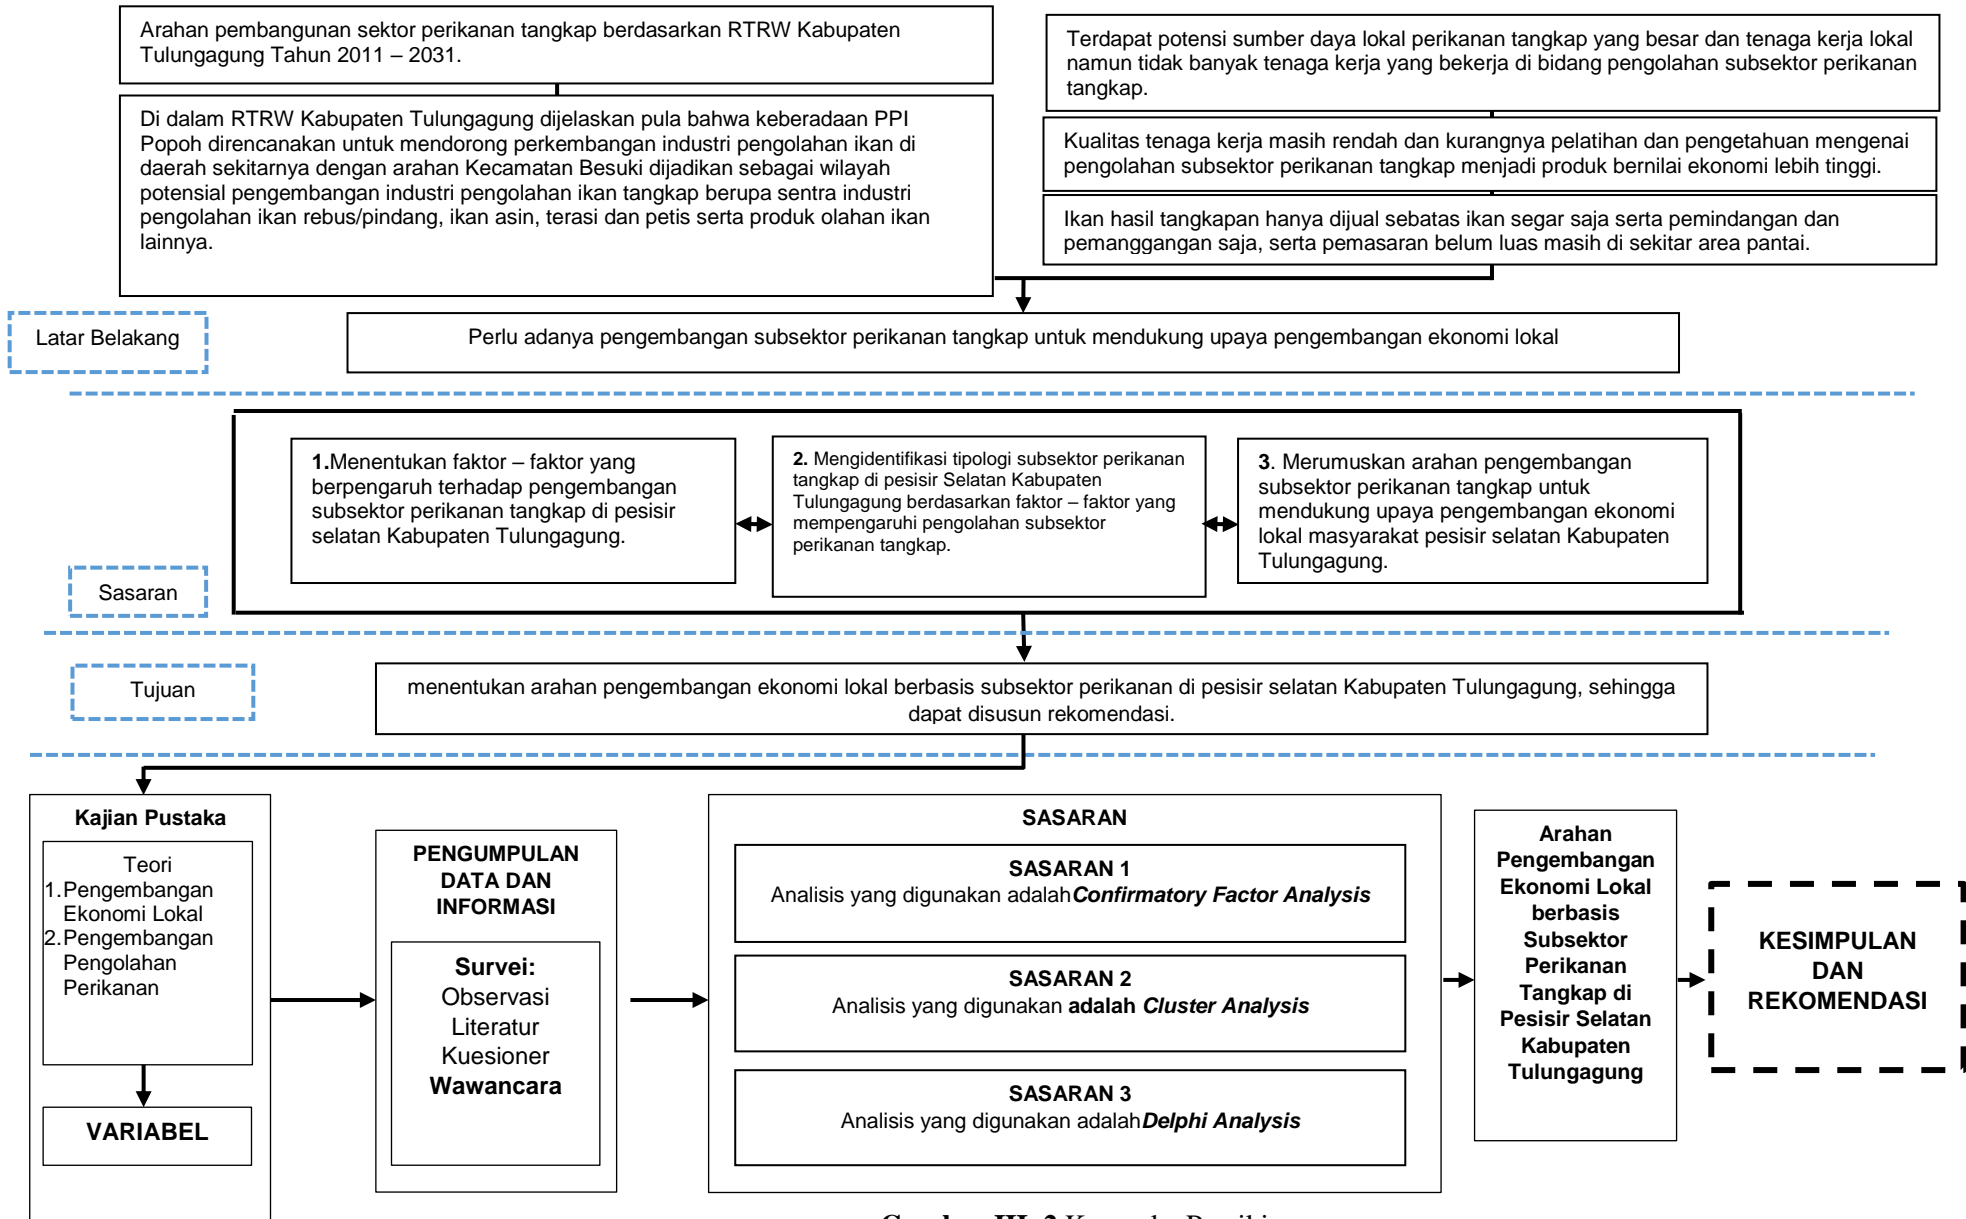 Arahan pembangunan sektor perikanan tangkap berdasarkan RTRW Kabupaten
Tulungagung Tahun 2011 – 2031.
Di dalam RTRW Kabupaten Tulungagung dijelaskan pula bahwa keberadaan PPI
Popoh direncanakan untuk mendorong perkembangan industri pengolahan ikan di
daerah sekitarnya dengan arahan Kecamatan Besuki dijadikan sebagai wilayah
potensial pengembangan industri pengolahan ikan tangkap berupa sentra industri
pengolahan ikan rebus/pindang, ikan asin, terasi dan petis serta produk olahan ikan
lainnya.
Terdapat potensi sumber daya lokal perikanan tangkap yang besar dan tenaga kerja lokal
namun tidak banyak tenaga kerja yang bekerja di bidang pengolahan subsektor perikanan
tangkap.
Kualitas tenaga kerja masih rendah dan kurangnya pelatihan dan pengetahuan mengenai
pengolahan subsektor perikanan tangkap menjadi produk bernilai ekonomi lebih tinggi.
Ikan hasil tangkapan hanya dijual sebatas ikan segar saja serta pemindangan dan
pemanggangan saja, serta pemasaran belum luas masih di sekitar area pantai.
Latar Belakang
Perlu adanya pengembangan subsektor perikanan tangkap untuk mendukung upaya pengembangan ekonomi lokal
1.Menentukan faktor – faktor yang
berpengaruh terhadap pengembangan
subsektor perikanan tangkap di pesisir
selatan Kabupaten Tulungagung.
2. Mengidentifikasi tipologi subsektor perikanan
tangkap di pesisir Selatan Kabupaten
Tulungagung berdasarkan faktor – faktor yang
mempengaruhi pengolahan subsektor
perikanan tangkap.
3. Merumuskan arahan pengembangan
subsektor perikanan tangkap untuk
mendukung upaya pengembangan ekonomi
lokal masyarakat pesisir selatan Kabupaten
Tulungagung.
Sasaran
Tujuan
menentukan arahan pengembangan ekonomi lokal berbasis subsektor perikanan di pesisir selatan Kabupaten Tulungagung, sehingga
dapat disusun rekomendasi.
Kajian Pustaka
Teori
1.Pengembangan
Ekonomi Lokal
2.Pengembangan
Pengolahan
Perikanan
VARIABEL
PENGUMPULAN
DATA DAN
INFORMASI
Survei:
Observasi
Literatur
Kuesioner
Wawancara
SASARAN
SASARAN 1
Analisis yang digunakan adalah Confirmatory Factor Analysis
SASARAN 2
Analisis yang digunakan adalah Cluster Analysis
SASARAN 3
Analisis yang digunakan adalah Delphi Analysis
Arahan
Pengembangan
Ekonomi Lokal
berbasis
Subsektor
Perikanan
Tangkap di
Pesisir Selatan
Kabupaten
Tulungagung
KESIMPULAN
DAN
REKOMENDASI